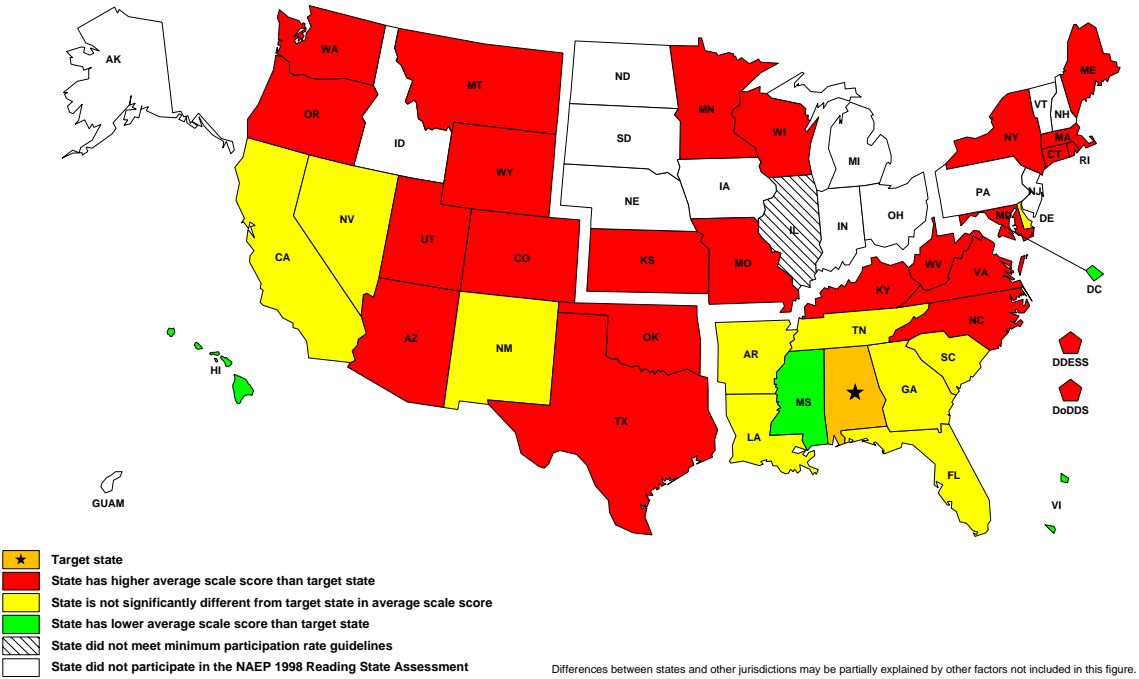 AK
WA
MT
ND
MN
ME
VT
NH
OR
ID
SD
WI
NY
MA
CT
RI
MI
WY
IA
PA
NJ
NE
OH
NV
IN
IL
MD
DE
UT
CA
CO
KS
MO
WV
VA
DC
KY
NC
AZ
NM
OK
AR
TN
SC
DDESS
HI
GA
MS
DoDDS
TX
LA
FL
GUAM
VI
Target state
State has higher average scale score than target state
State is not significantly different from target state in average scale score
State has lower average scale score than target state
State did not meet minimum participation rate guidelines
State did not participate in the NAEP 1998 Reading State Assessment
Differences between states and other jurisdictions may be partially explained by other factors not included in this figure.